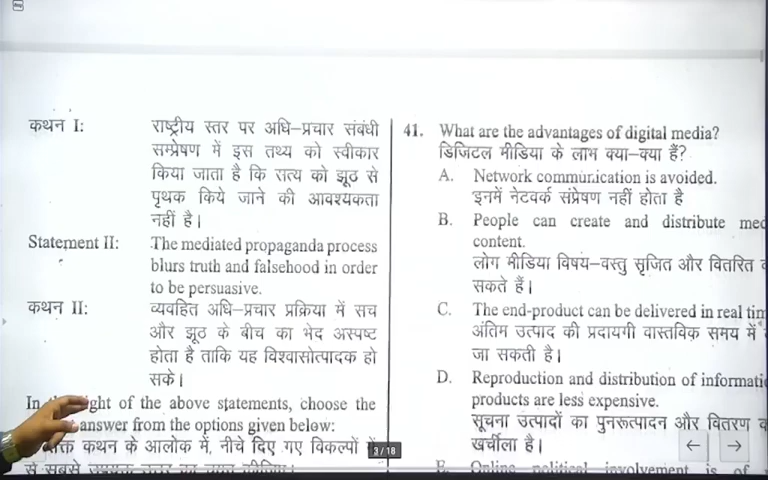 कथन I: राष्ट्रीय स्तर पर अधि-प्रचार संबंधी
सम्प्रेषण में इस तथ्य को स्वीकार
किया जाता है कि सत्य को झूठ से
पृथक किये जाने की आवश्यकता
नहीं है।
Statement II: The mediated propaganda process
blurs truth and falsehood in order
to be persuasive.
कथन II: व्यवहित अधि-प्रचार प्रक्रिया में सच
और झूठ के बीच का भेद अस्पष्ट
होता है ताकि यह विश्वासोत्पादक हो
सके।
In of the above statements, choose the
answer from the options given below:
कथन के आलोक में, नीचे दिए गए विकल्पों
41. What are the advantages of digital media?
डिजिटल मीडिया के लाभ क्या-क्या हैं?
A. Network communication is avoided.
इनमें नेटवर्क संप्रेषण नहीं होता है
B. People can create and distribute
content.
लोग मीडिया विषय-वस्तु सृजित और वितरित
सकते हैं।
C. The end-product can be delivered in real
अंतिम उत्पाद की प्रदायगी वास्तविक समय में
जा सकती है।
D. Reproduction and distribution of
products are less expensive.
सूचना उत्पादों का पुनरूत्पादन और वितरण
खर्चीला है।
E. Online political involvement is of
3 / 18